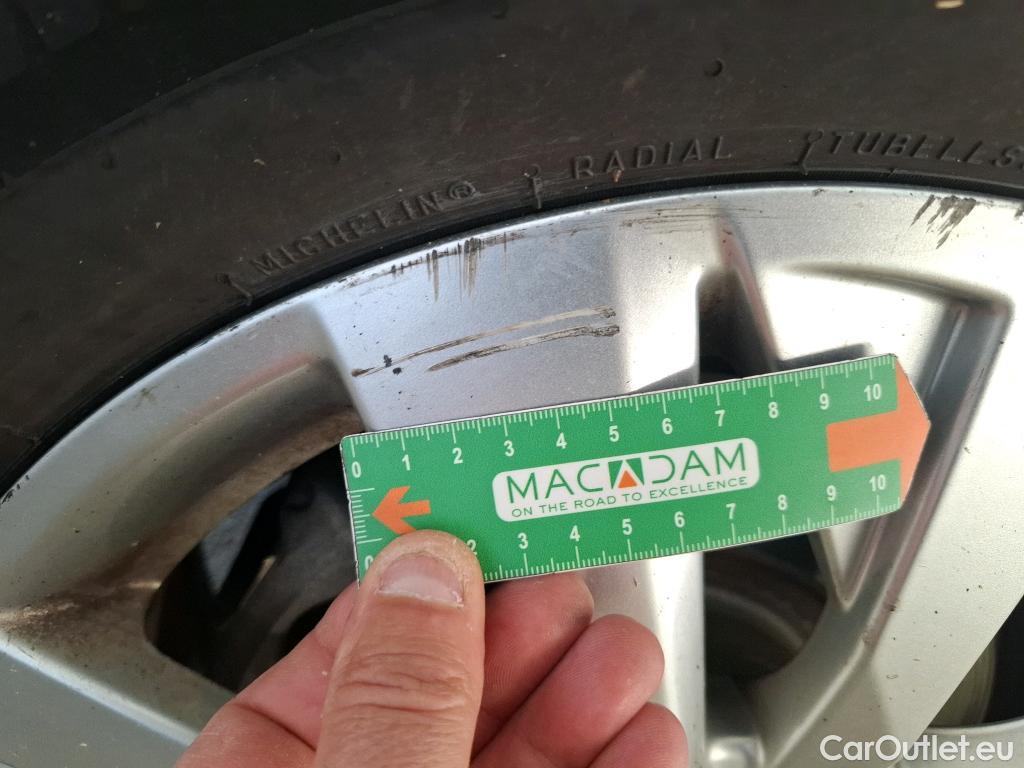 MICHELIN® RADIAL TUBELESS
0 1 2 3 4 5 6 7 8 9 10
MACADAM
ON THE ROAD TO EXCELLENCE
0 2 3 4 5 6 7 8 9 10
CarOutlet.eu